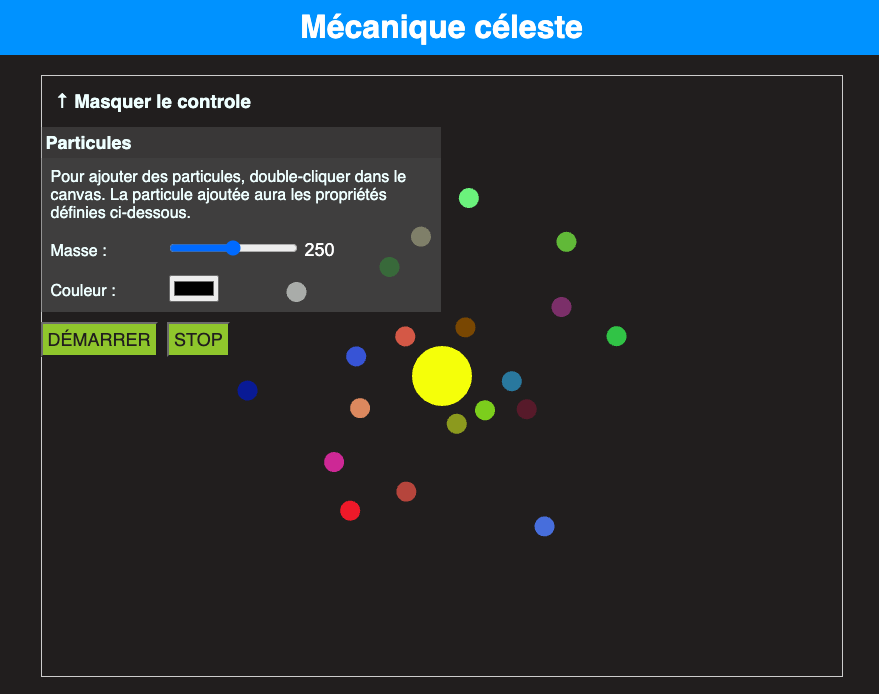 Mécanique céleste
↑ Masquer le controle
Particules
Pour ajouter des particules, double-cliquer dans le
canvas. La particule ajoutée aura les propriétés
définies ci-dessous.
Masse : 250
Couleur :
DÉMARRER STOP